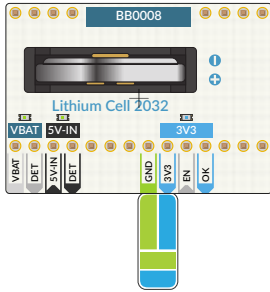 BB0008
Lithium Cell 2032
VBAT 5V-IN 3V3
VBAT DET 5V-IN DET GND 3V3 EN OK